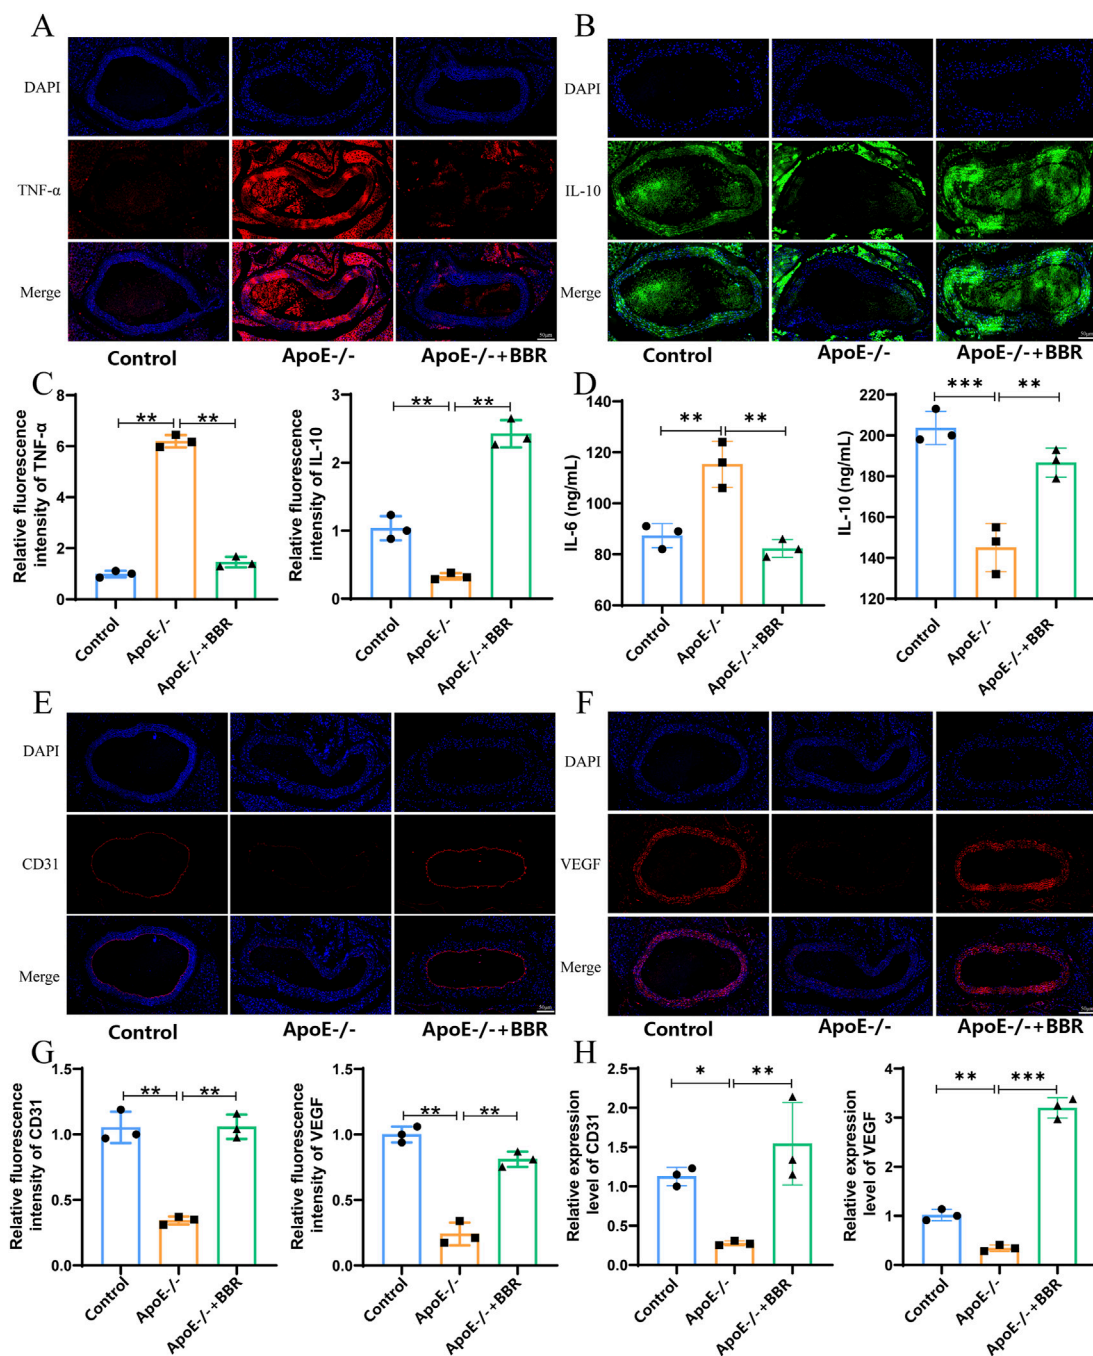 A
B
DAPI
TNF-α
Merge
50μm
Control
ApoE-/-
ApoE-/-+BBR
DAPI
IL-10
Merge
50μm
Control
ApoE-/-
ApoE-/-+BBR
C
Relative fluorescence
intensity of TNF-α
8
6
4
2
0
** **
Control
ApoE-/-
ApoE-/-+BBR
Relative fluorescence
intensity of IL-10
3
2
1
0
** **
Control
ApoE-/-
ApoE-/-+BBR
D
IL-6 (ng/mL)
140
120
100
80
60
** **
Control
ApoE-/-
ApoE-/-+BBR
IL-10 (ng/mL)
220
200
180
160
140
120
*** **
Control
ApoE-/-
ApoE-/-+BBR
E
DAPI
CD31
Merge
50μm
Control
ApoE-/-
ApoE-/-+BBR
F
DAPI
VEGF
Merge
50μm
Control
ApoE-/-
ApoE-/-+BBR
G
Relative fluorescence
intensity of CD31
1.5
1.0
0.5
0.0
** **
Control
ApoE-/-
ApoE-/-+BBR
Relative fluorescence
intensity of VEGF
1.5
1.0
0.5
0.0
** **
Control
ApoE-/-
ApoE-/-+BBR
H
Relative expression
level of CD31
2.5
2.0
1.5
1.0
0.5
0.0
* **
Control
ApoE-/-
ApoE-/-+BBR
Relative expression
level of VEGF
4
3
2
1
0
** ***
Control
ApoE-/-
ApoE-/-+BBR